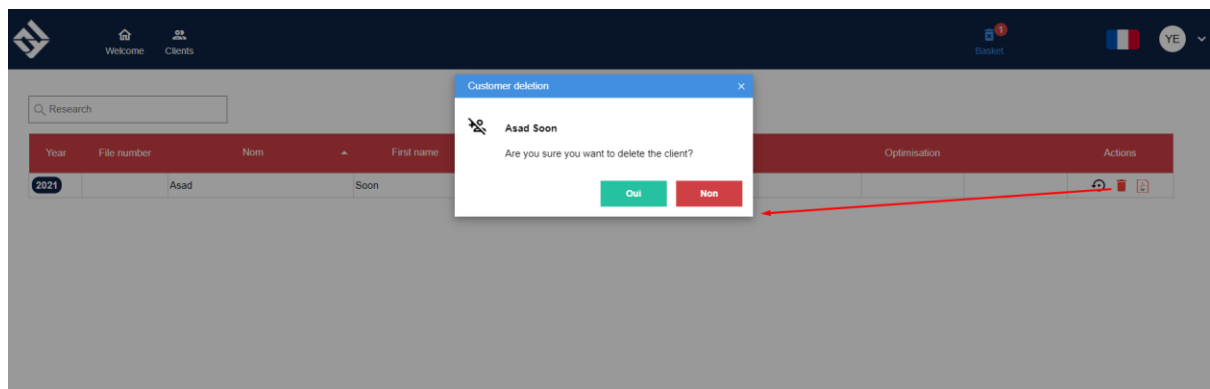 Welcome
Clients
Basket
1
YE
Research
Customer deletion
Asad Soon
Are you sure you want to delete the client?
Oui
Non
Year
File number
Nom
First name
Optimisation
Actions
2021
Asad
Soon